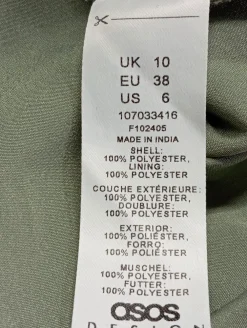 UK 10
EU 38
US 6
107033416
F102405
MADE IN INDIA
SHELL:
100% POLYESTER,
LINING:
100% POLYESTER,
COUCHE EXTÉRIEURE:
100% POLYESTER,
DOUBLURE:
100% POLYESTER
EXTERIOR:
100% POLIÉSTER,
FORRO:
100% POLIÉSTER,
MUSCHEL:
100% POLYESTER,
FUTTER:
100% POLYESTER
asos
DESIGN